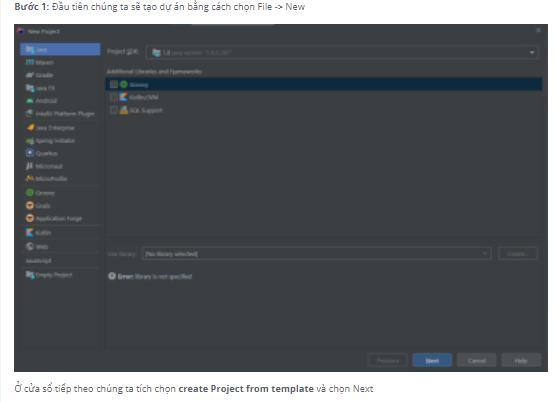 Bước 1: Đầu tiên chúng ta sẽ tạo dự án bằng cách chọn File -> New
New Project
Java
Project SDK:
1.8 java version
Additional Libraries and Frameworks:
Maven
Groovy
Gradle
Kotlin/JVM
Java FX
SQL Support
Android
IntelliJ Platform Plugin
Java Enterprise
Spring Initializr
Quarkus
Micronaut
MicroProfile
Groovy
Grails
Application Forge
Kotlin
Web
JavaScript
Use library: [No library selected] Create...
Empty Project
Error: library is not specified
Previous Next Cancel Help
Ở cửa sổ tiếp theo chúng ta tích chọn create Project from template và chọn Next